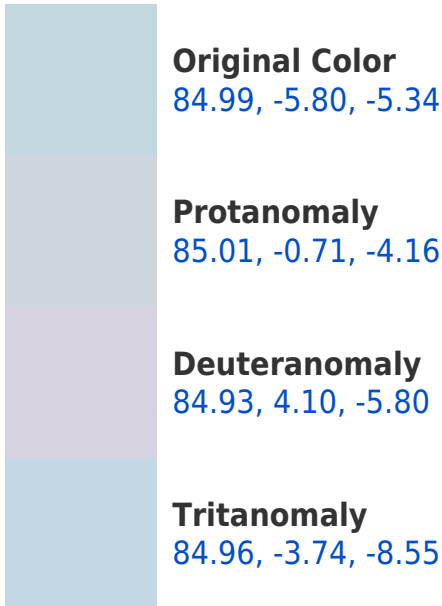 Original Color
84.99, -5.80, -5.34
Protanomaly
85.01, -0.71, -4.16
Deuteranomaly
84.93, 4.10, -5.80
Tritanomaly
84.96, -3.74, -8.55